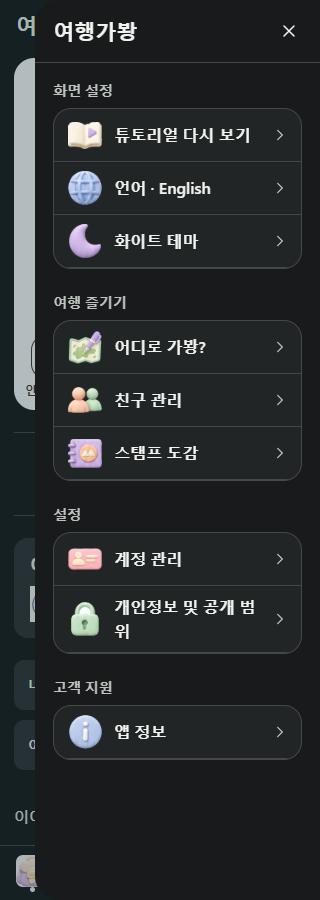 여행가봥
화면 설정
튜토리얼 다시 보기
언어 · English
화이트 테마
여행 즐기기
어디로 가봥?
친구 관리
스탬프 도감
설정
계정 관리
개인정보 및 공개 범
위
고객 지원
앱 정보